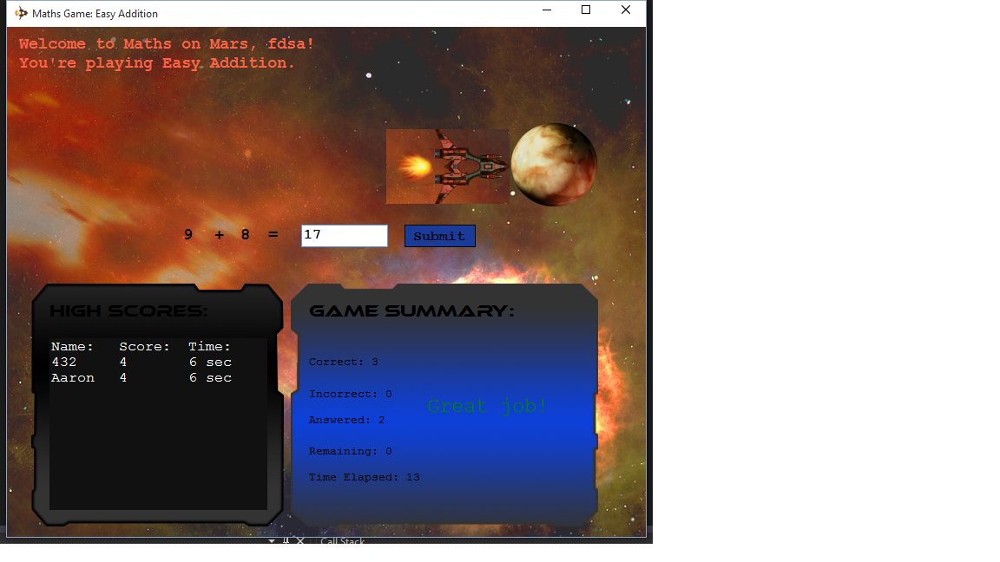 Maths Game: Easy Addition
Welcome to Maths on Mars, fdsa!
You're playing Easy Addition.
9 + 8 = 17 Submit
HIGH SCORES:
Name: Score: Time:
432 4 6 sec
Aaron 4 6 sec
GAME SUMMARY:
Correct: 3
Incorrect: 0
Great job!
Answered: 2
Remaining: 0
Time Elapsed: 13
Call Stack